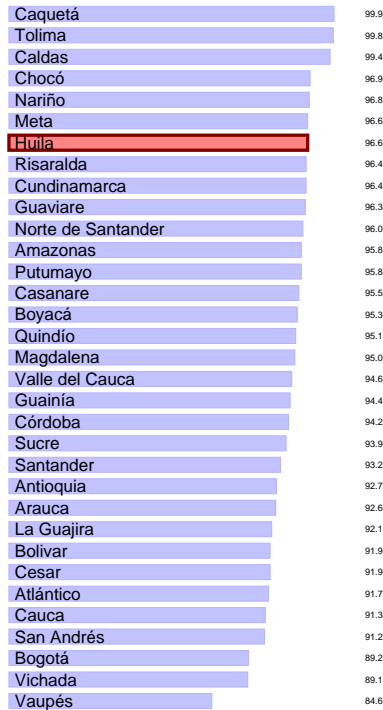 Caquetá 99.9
Tolima 99.8
Caldas 99.4
Chocó 96.9
Nariño 96.8
Meta 96.6
Huila 96.6
Risaralda 96.4
Cundinamarca 96.4
Guaviare 96.3
Norte de Santander 96.0
Amazonas 95.8
Putumayo 95.8
Casanare 95.5
Boyacá 95.3
Quindío 95.1
Magdalena 95.0
Valle del Cauca 94.6
Guainía 94.4
Córdoba 94.2
Sucre 93.9
Santander 93.2
Antioquia 92.7
Arauca 92.6
La Guajira 92.1
Bolivar 91.9
Cesar 91.9
Atlántico 91.7
Cauca 91.3
San Andrés 91.2
Bogotá 89.2
Vichada 89.1
Vaupés 84.6